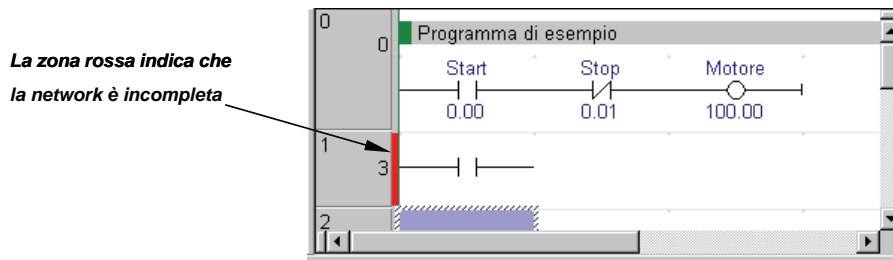 La zona rossa indica che
la network è incompleta
0
0
Programma di esempio
Start Stop Motore
0.00 0.01 100.00
1
3
2